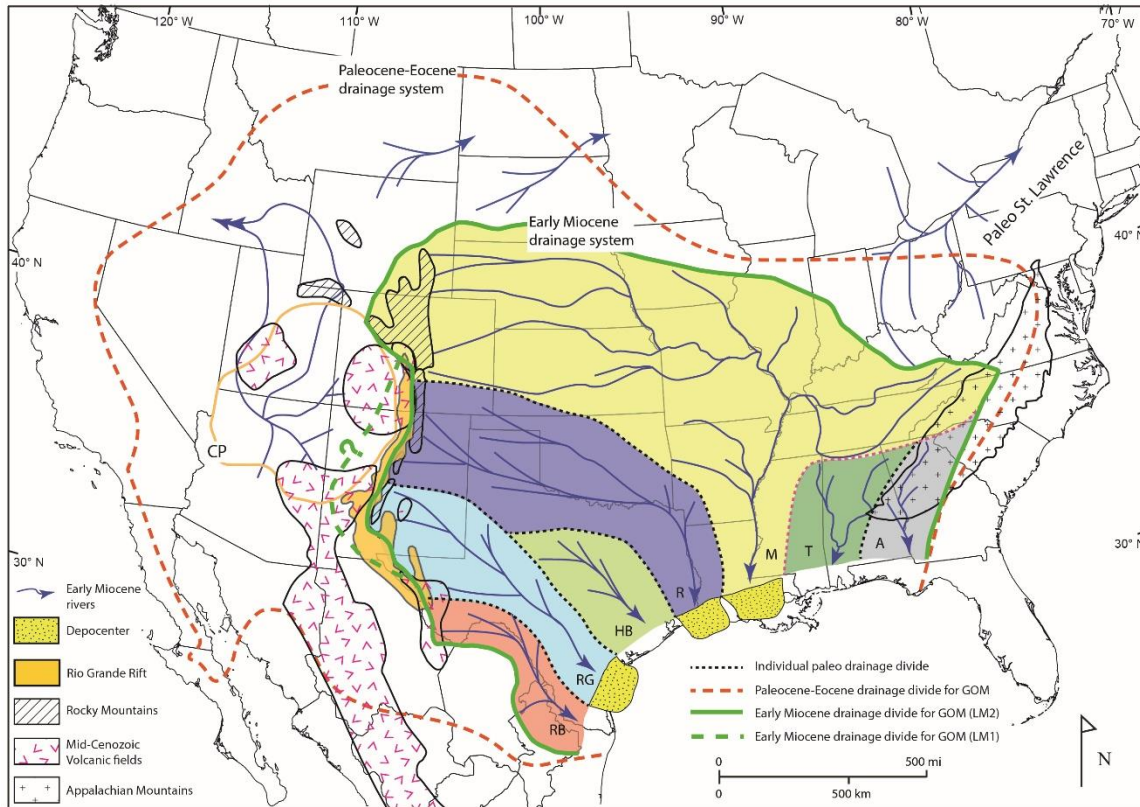 120° W
110° W
100° W
90° W
80° W
70° W
Paleocene-Eocene
drainage system
Early Miocene
drainage system
Paleo St. Lawrence
40° N
40° N
30° N
30° N
CP
?
M
T
A
R
HB
RG
RB
Early Miocene
rivers
Depocenter
Rio Grande Rift
Rocky Mountains
Mid-Cenozoic
Volcanic fields
Appalachian Mountains
Individual paleo drainage divide
Paleocene-Eocene drainage divide for GOM
Early Miocene drainage divide for GOM (LM2)
Early Miocene drainage divide for GOM (LM1)
0 500 mi
0 500 km
N